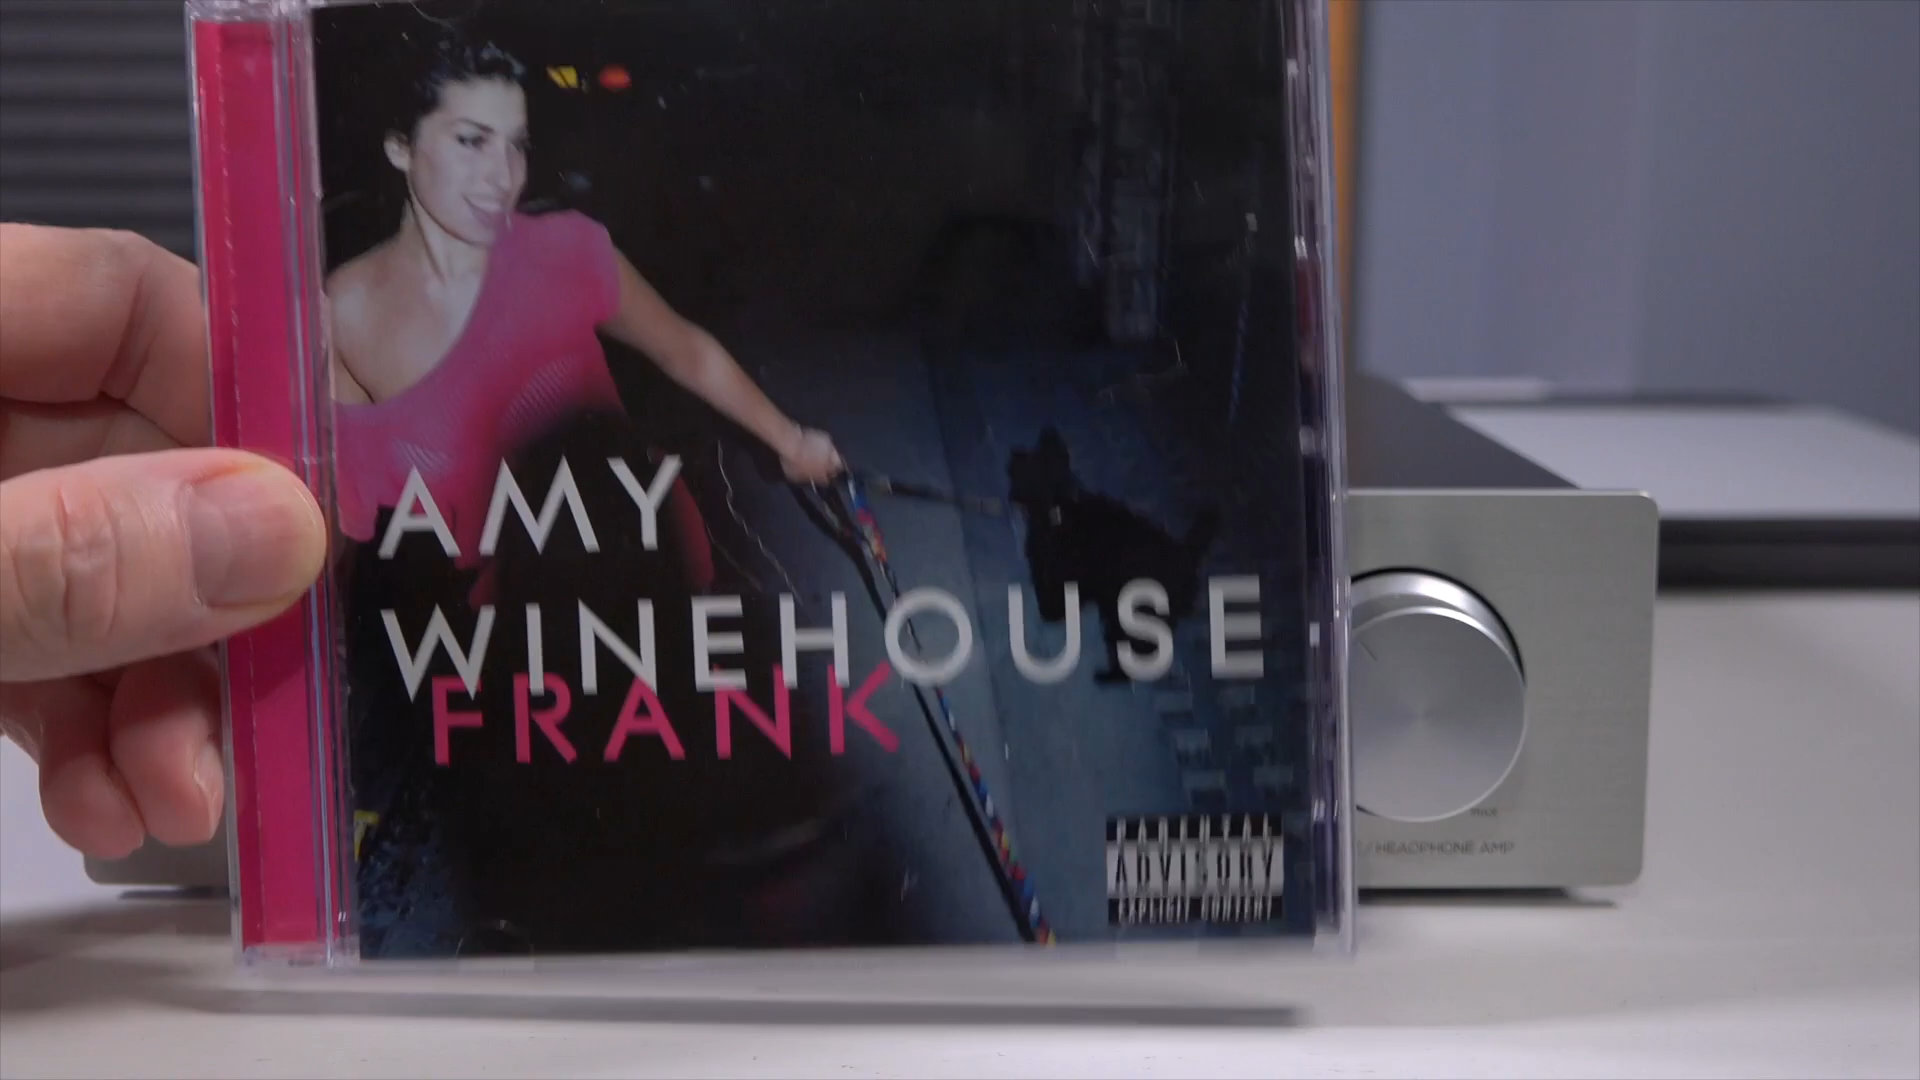 AMY
WINEHOUSE
FRANK
PARENTAL
ADVISORY
EXPLICIT CONTENT
HEADPHONE AMP